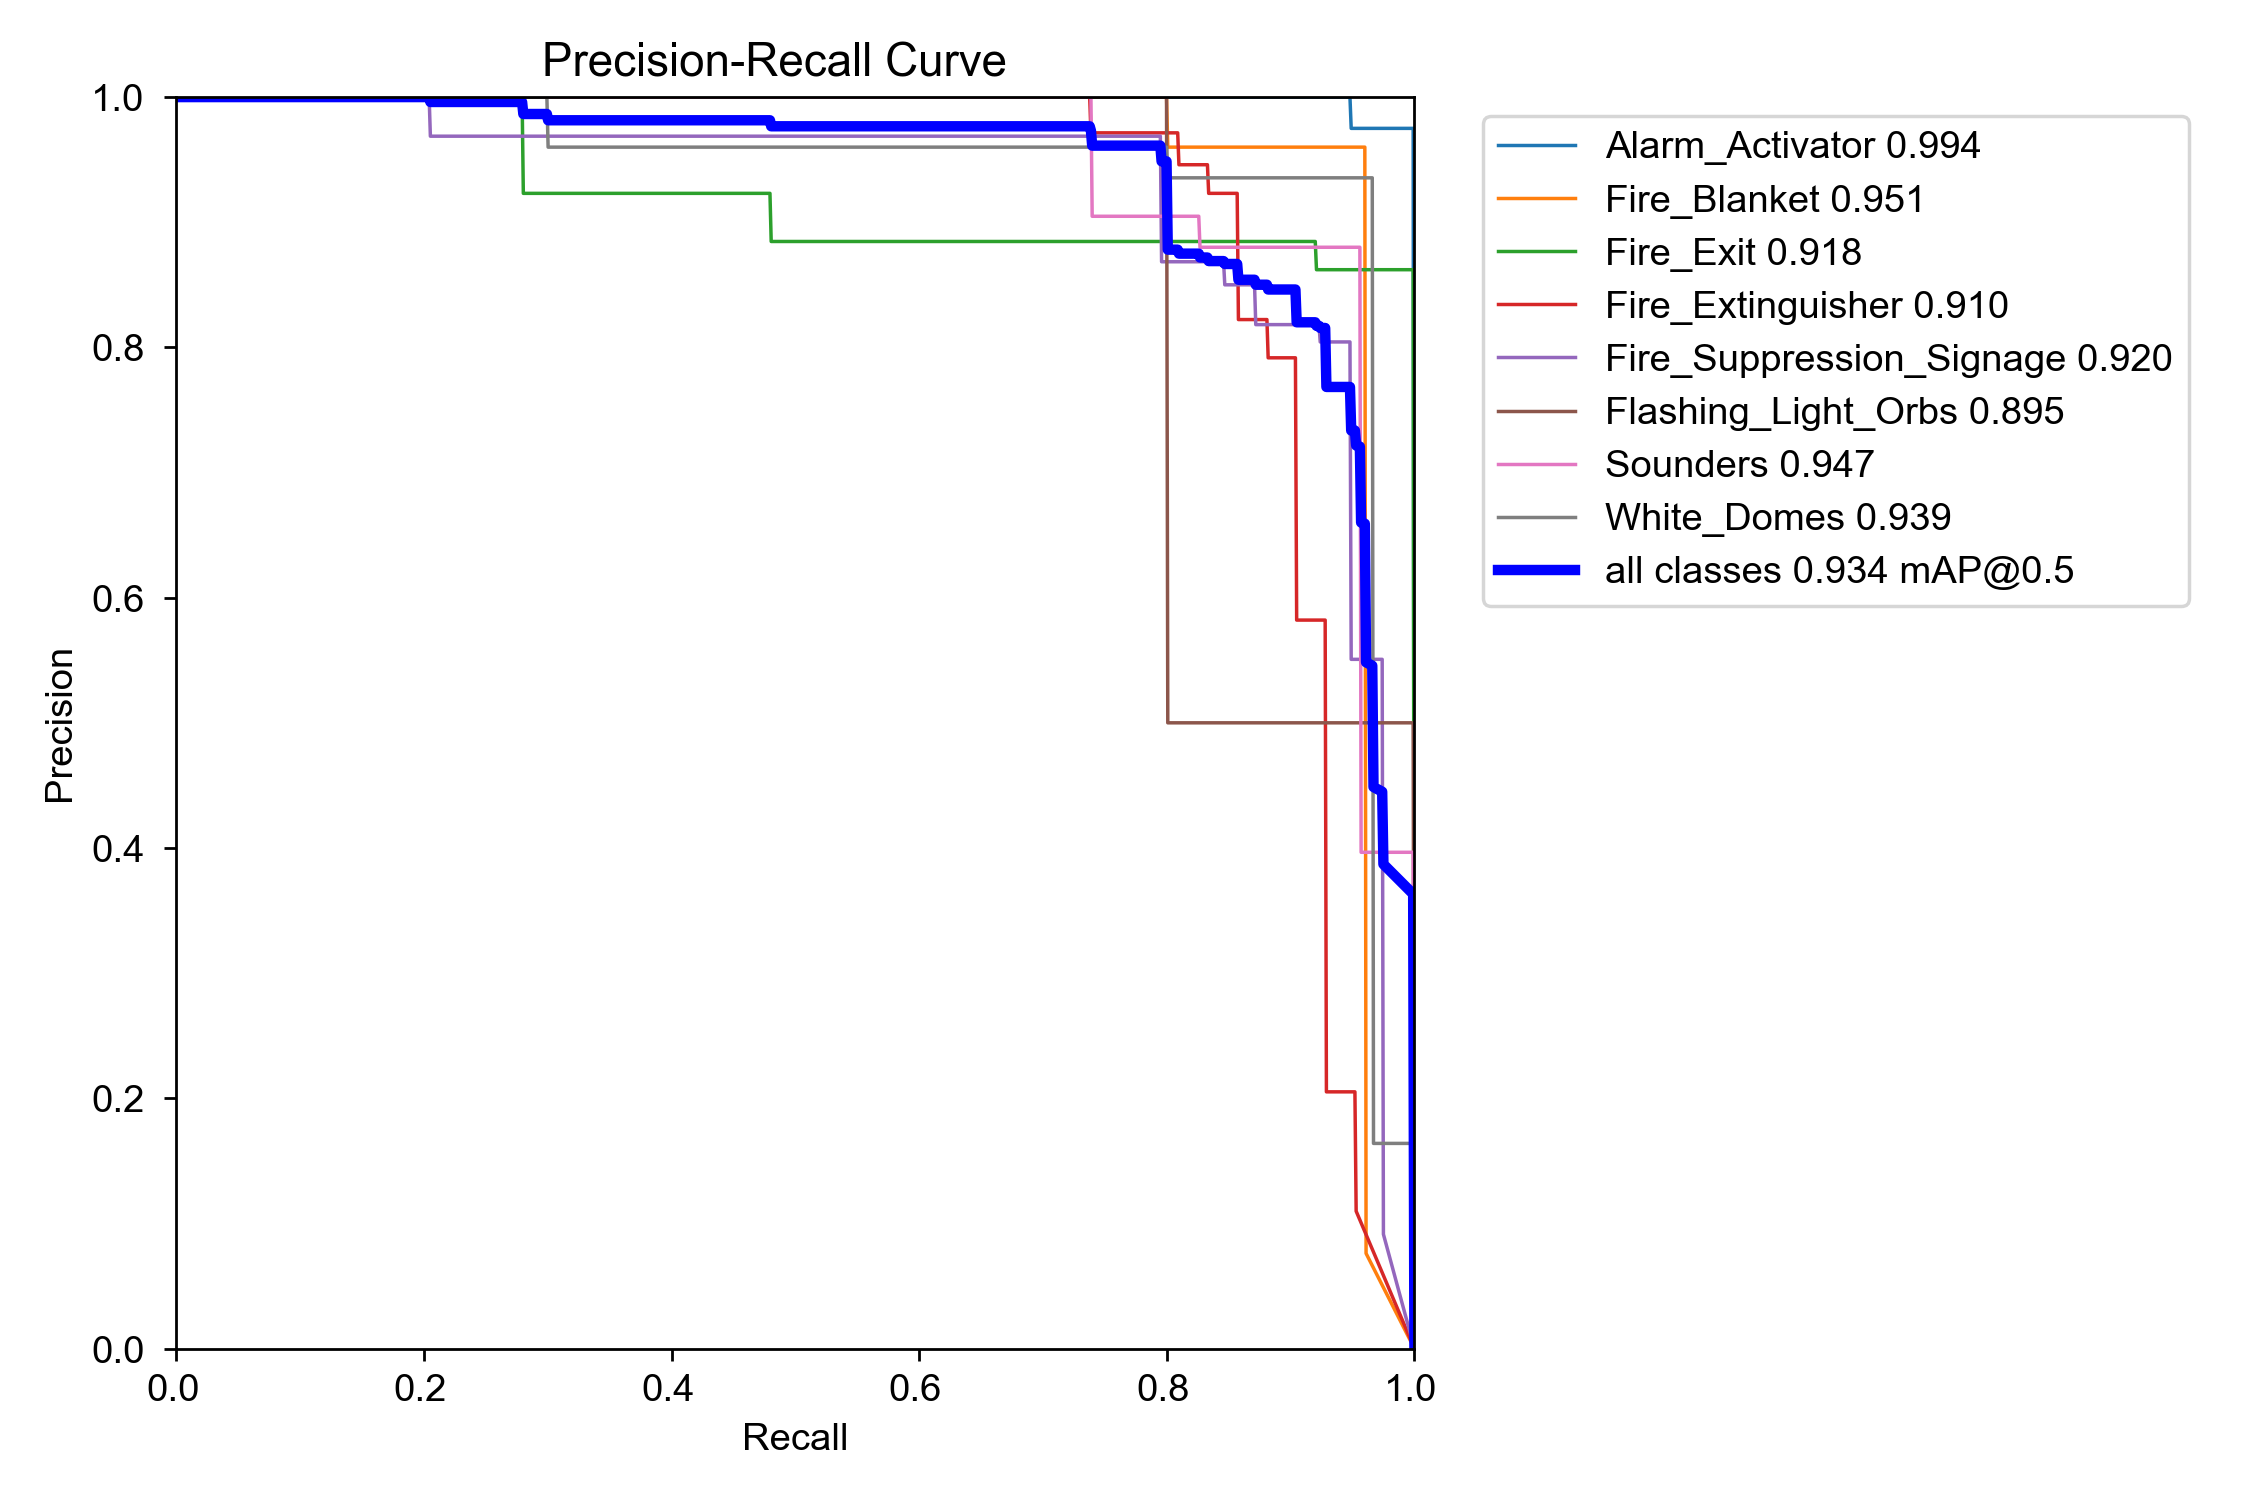 Precision-Recall Curve
1.0
0.8
0.6
0.4
0.2
0.0
Precision
0.0 0.2 0.4 0.6 0.8 1.0
Recall
Alarm_Activator 0.994
Fire_Blanket 0.951
Fire_Exit 0.918
Fire_Extinguisher 0.910
Fire_Suppression_Signage 0.920
Flashing_Light_Orbs 0.895
Sounders 0.947
White_Domes 0.939
all classes 0.934 mAP@0.5